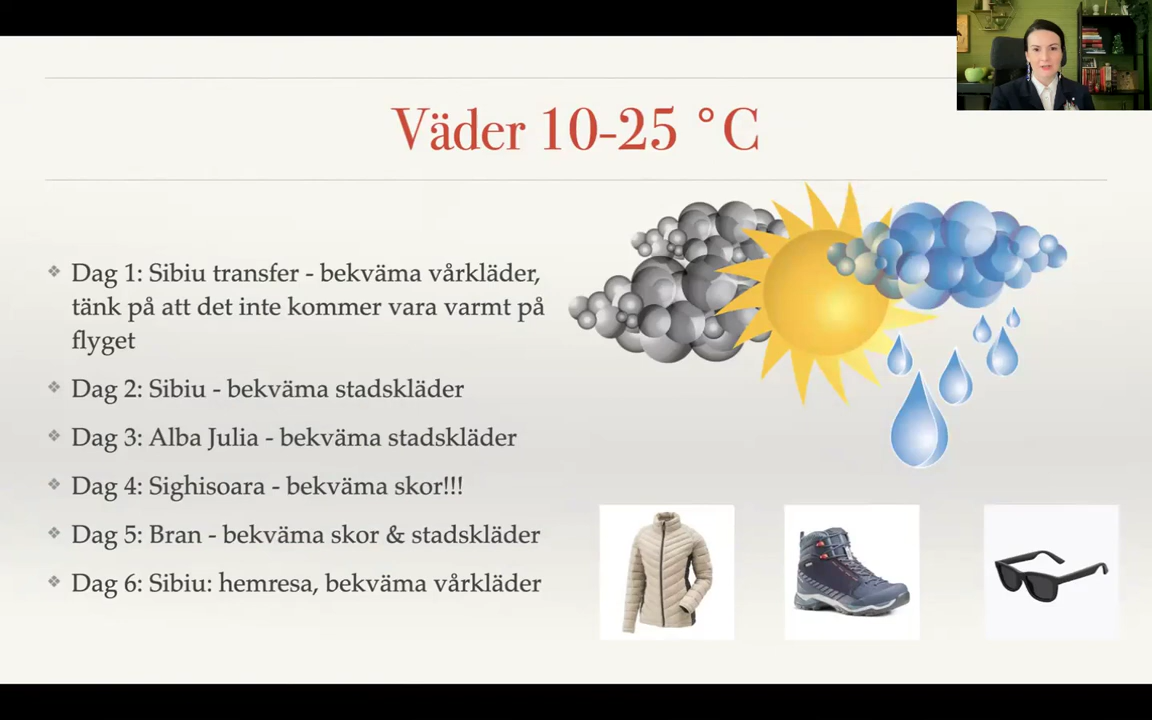 Väder 10-25 °C
Dag 1: Sibiu transfer - bekväma vårkläder,
tänk på att det inte kommer vara varmt på
flyget
Dag 2: Sibiu - bekväma stadskläder
Dag 3: Alba Julia - bekväma stadskläder
Dag 4: Sighisoara - bekväma skor!!!
Dag 5: Bran - bekväma skor & stadskläder
Dag 6: Sibiu: hemresa, bekväma vårkläder